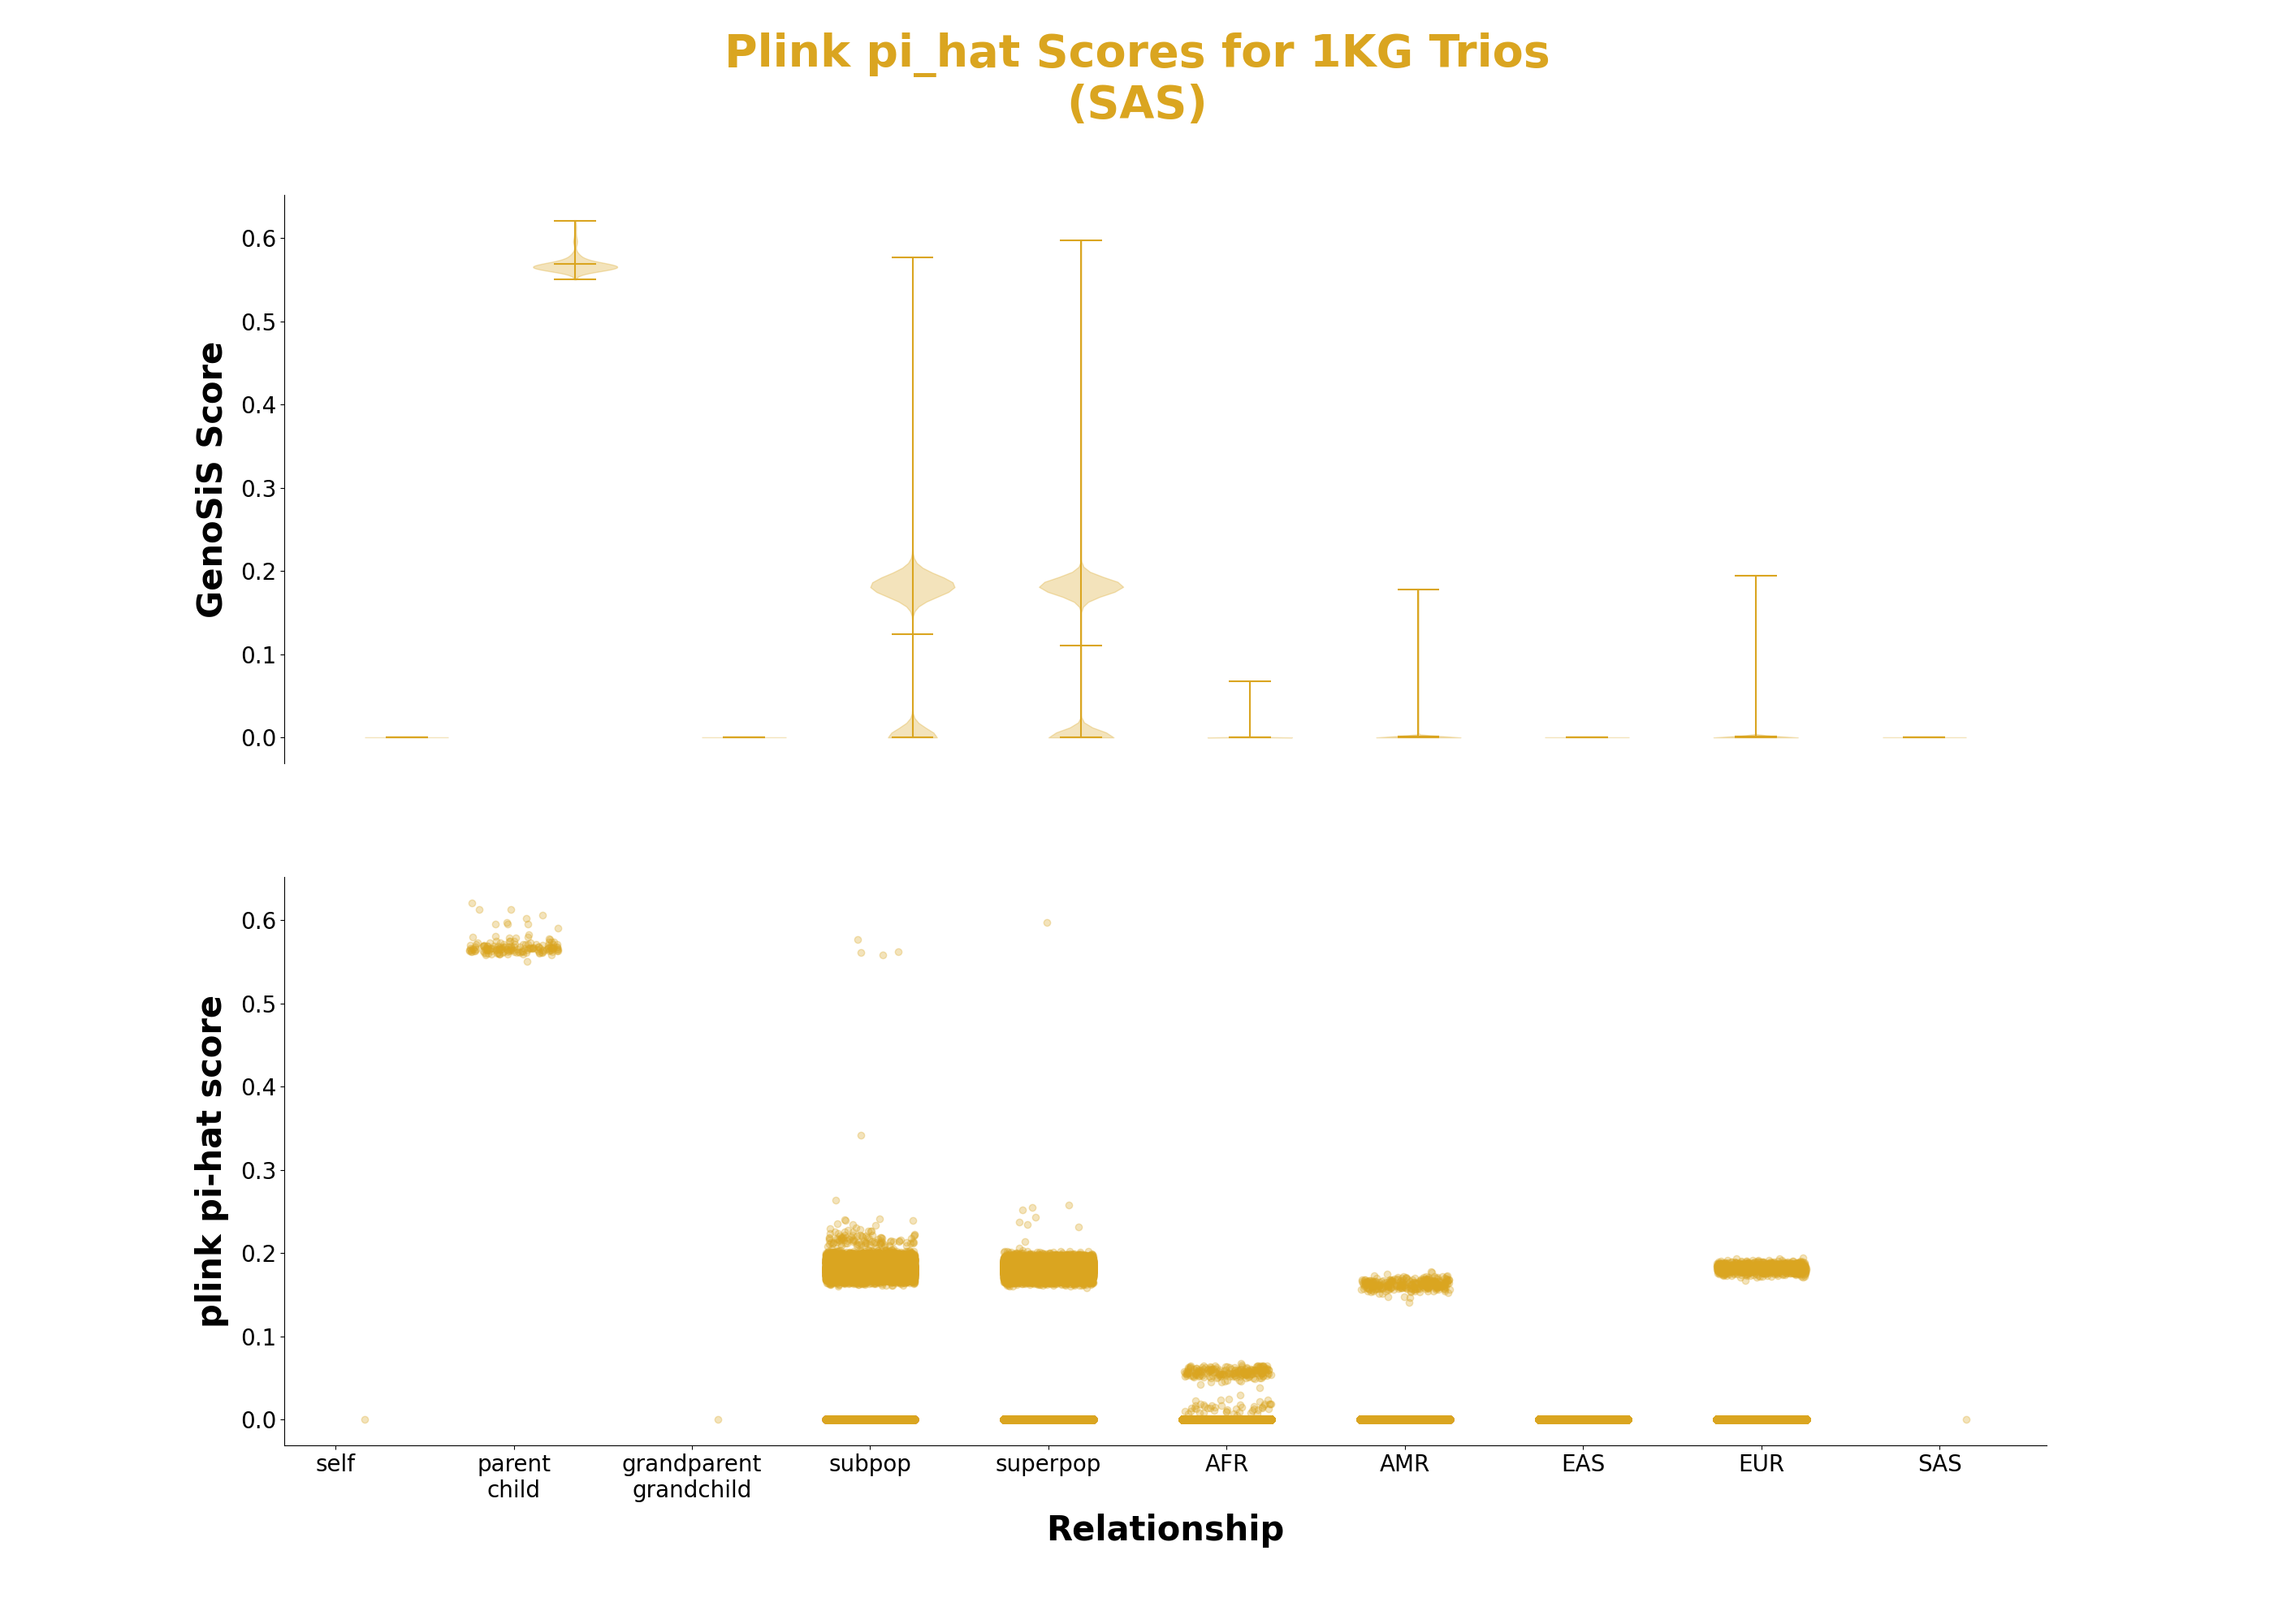 Plink pi_hat Scores for 1KG Trios
(SAS)
GenoSiS Score
0.6
0.5
0.4
0.3
0.2
0.1
0.0
plink pi-hat score
0.6
0.5
0.4
0.3
0.2
0.1
0.0
self
parent
child
grandparent
grandchild
subpop
superpop
AFR
AMR
EAS
EUR
SAS
Relationship